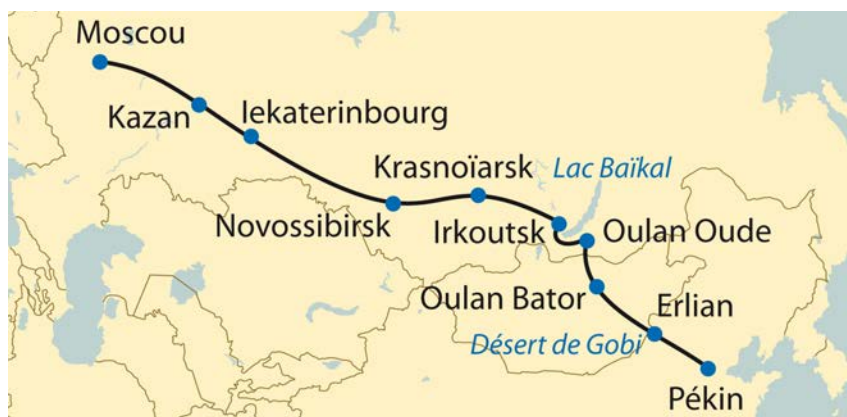 Moscou
Kazan
Iekaterinbourg
Krasnoïarsk
Lac Baïkal
Novossibirsk
Irkoutsk
Oulan Oude
Oulan Bator
Erlian
Désert de Gobi
Pékin